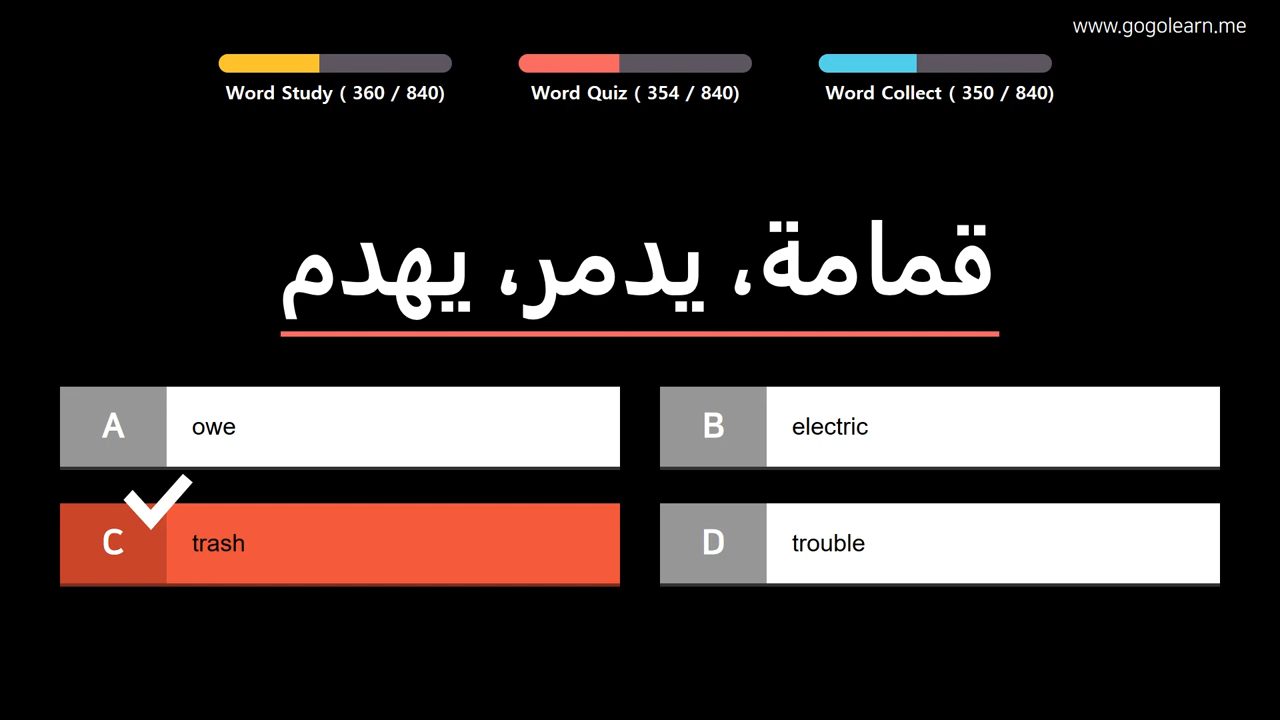 www.gogolearn.me
Word Study ( 360 / 840)
Word Quiz ( 354 / 840)
Word Collect ( 350 / 840)
قمامة، يدمر، يهدم
A owe
B electric
C trash
D trouble